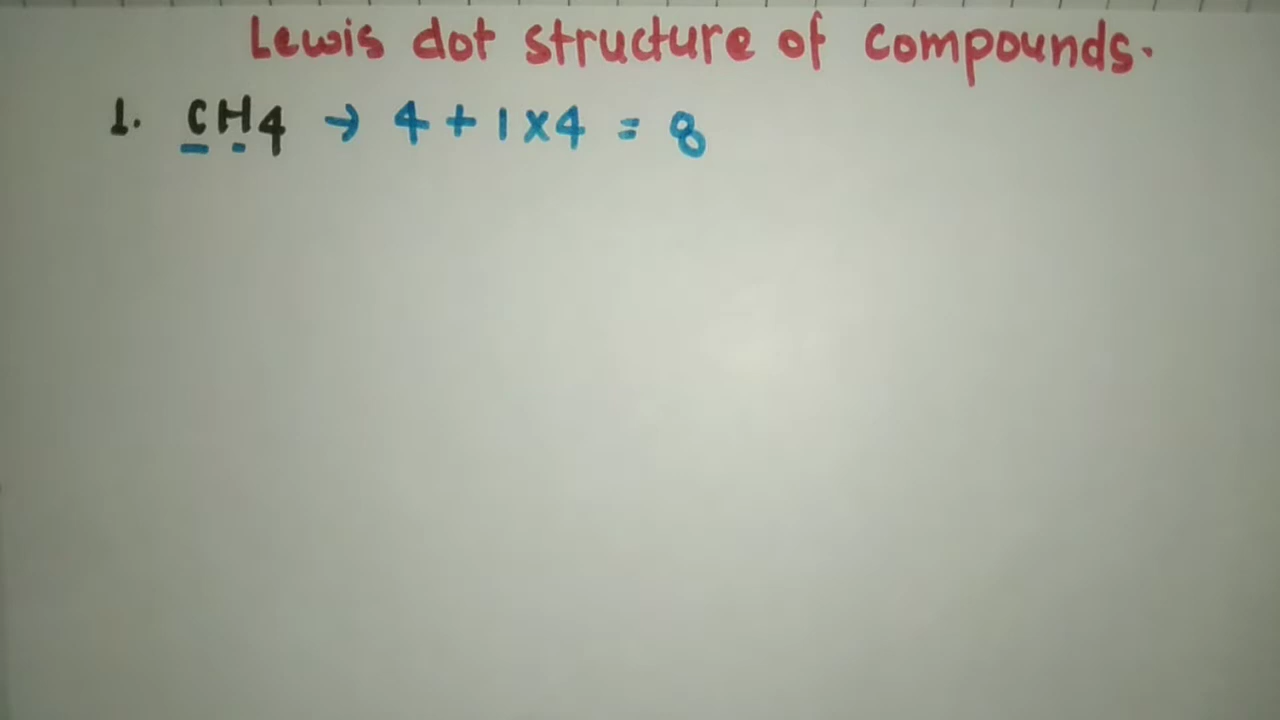 Lewis dot structure of compounds.
1. CH4 → 4 + 1 x 4 = 8